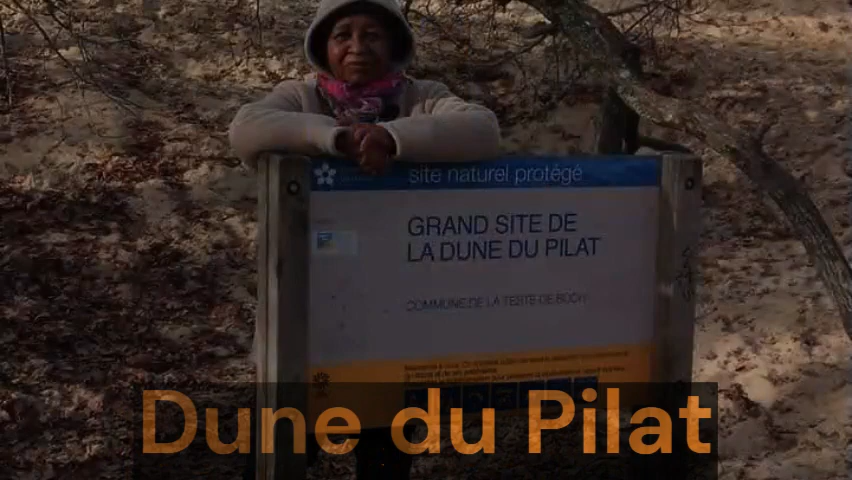 site naturel protégé
GRAND SITE DE
LA DUNE DU PILAT
COMMUNE DE LA TESTE DE BUCH
Dune du Pilat